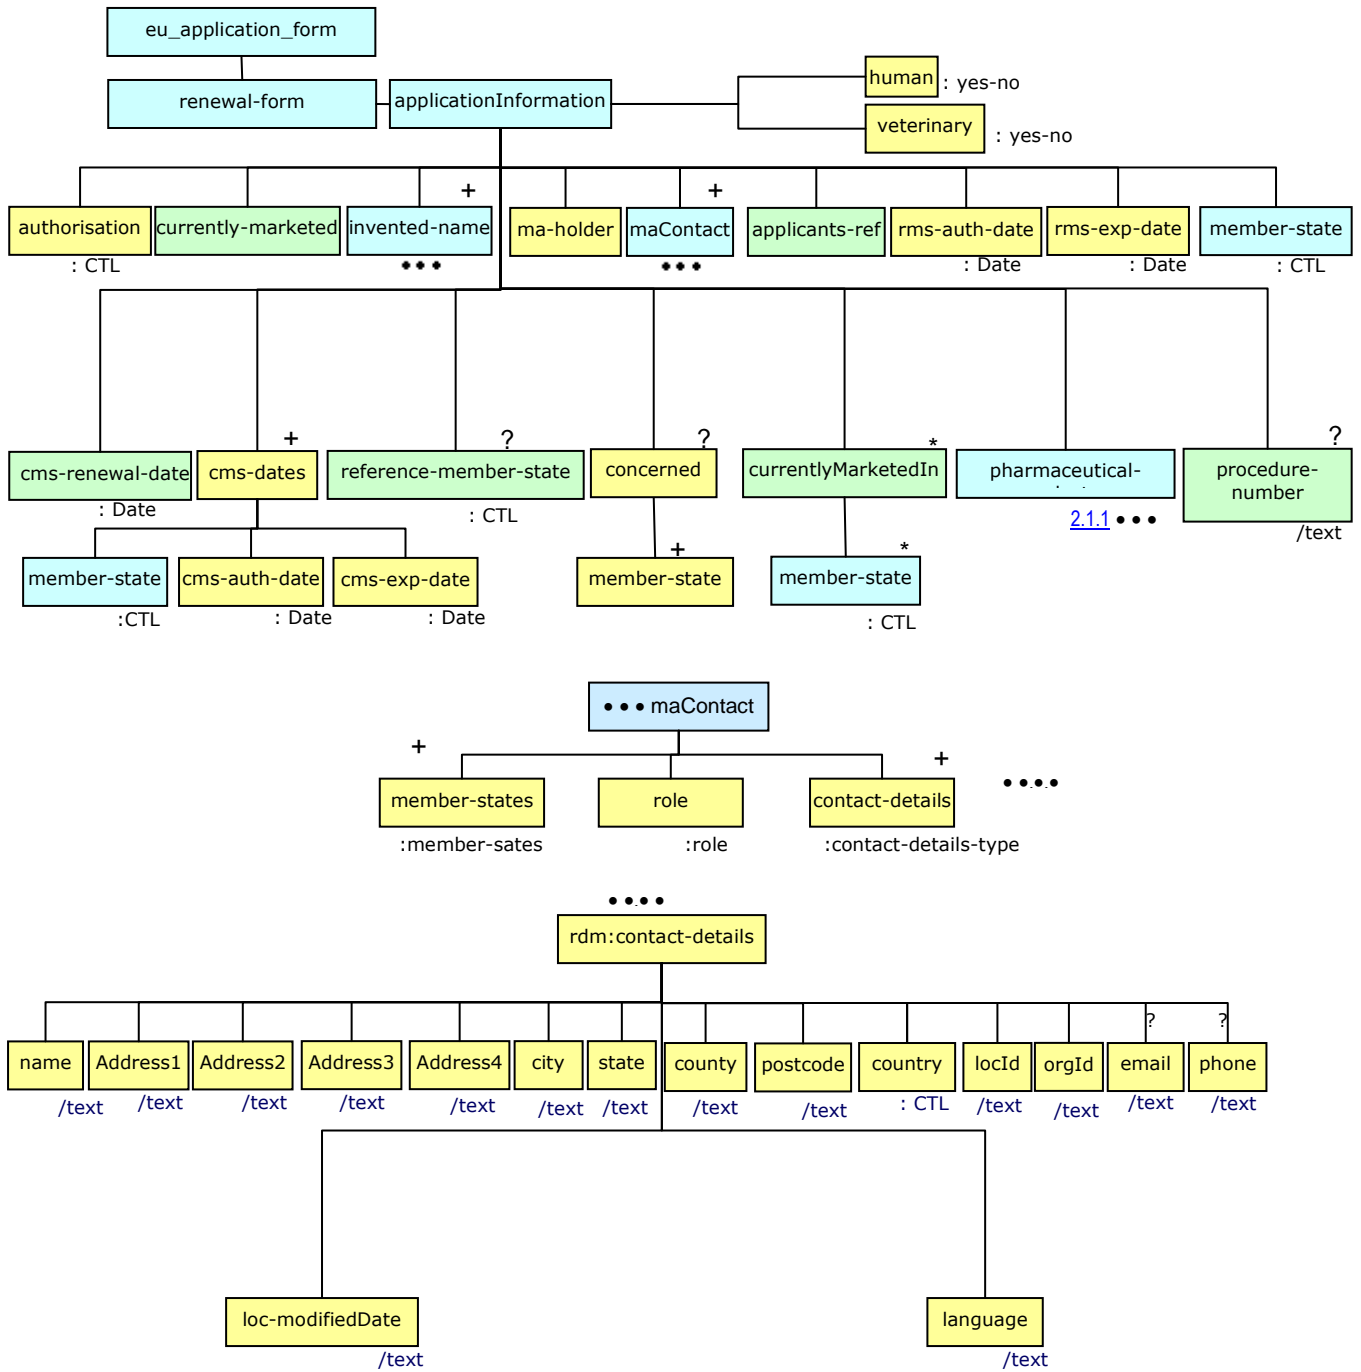 eu_application_form
renewal-form
applicationInformation
human
: yes-no
veterinary
: yes-no
+
+
authorisation
currently-marketed
invented-name
ma-holder
maContact
applicants-ref
rms-auth-date
rms-exp-date
member-state
: CTL
•••
•••
: Date
: Date
: CTL
+
?
?
*
?
cms-renewal-date
cms-dates
reference-member-state
concerned
currentlyMarketedIn
pharmaceutical-
procedure-
number
: Date
: CTL
2.1.1 •••
/text
+
*
member-state
cms-auth-date
cms-exp-date
member-state
member-state
:CTL
: Date
: Date
: CTL
••• maContact
+
+
member-states
role
contact-details
••••
:member-sates
:role
:contact-details-type
••••
rdm:contact-details
?
?
name
Address1
Address2
Address3
Address4
city
state
county
postcode
country
locId
orgId
email
phone
/text
/text
/text
/text
/text
/text
/text
/text
/text
: CTL
/text
/text
/text
/text
loc-modifiedDate
language
/text
/text